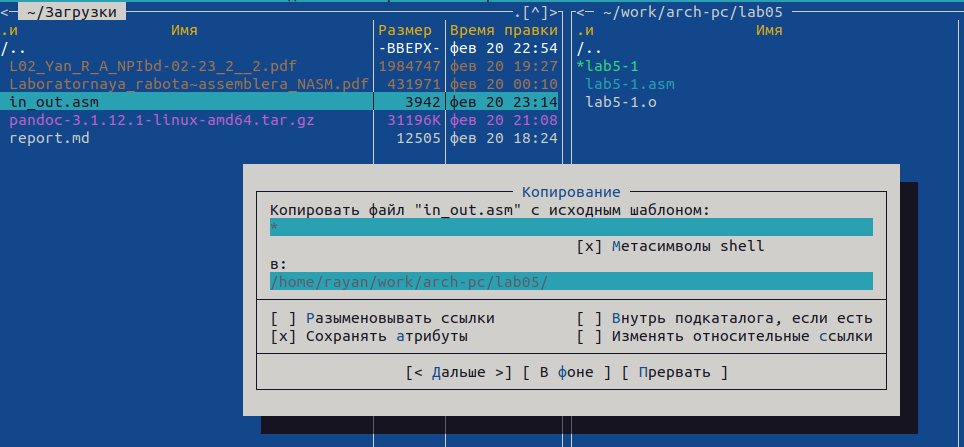 <─ ~/Загрузки ─.[^]>┐
.и Имя Размер Время правки
/.. -ВВЕРХ- фев 20 22:54
L02_Yan_R_A_NPIbd-02-23_2__2.pdf 1984747 фев 20 19:27
Laboratornaya_rabota~assemblera_NASM.pdf 431971 фев 20 00:10
in_out.asm 3942 фев 20 23:14
pandoc-3.1.12.1-linux-amd64.tar.gz 31196K фев 20 21:08
report.md 12505 фев 20 18:24
<─ ~/work/arch-pc/lab05
.и Имя
/..
*lab5-1
lab5-1.asm
lab5-1.o
Копирование
Копировать файл "in_out.asm" с исходным шаблоном:
*
[x] Метасимволы shell
в:
/home/rayan/work/arch-pc/lab05/
[ ] Разыменовывать ссылки [ ] Внутрь подкаталога, если есть
[x] Сохранять атрибуты [ ] Изменять относительные ссылки
[< Дальше >] [ В фоне ] [ Прервать ]